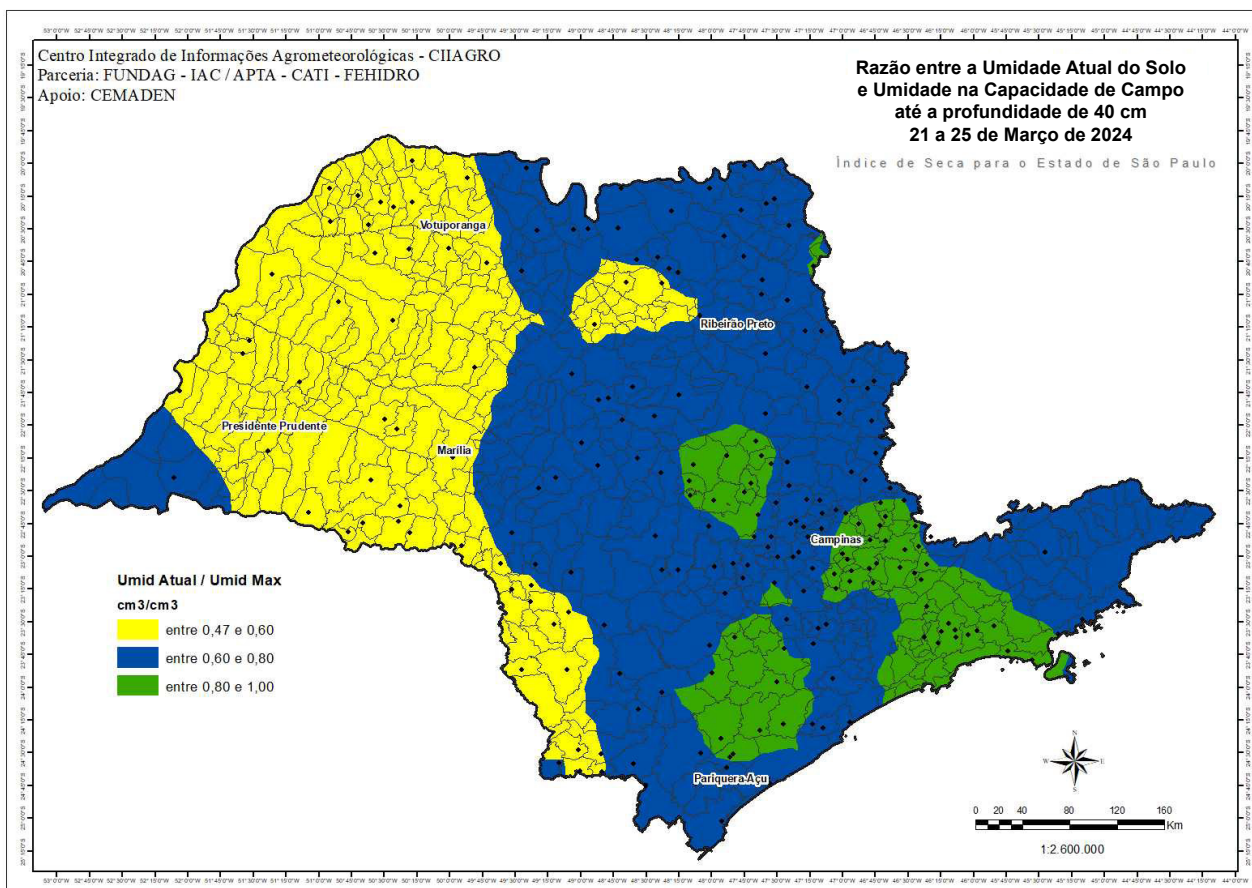 Centro Integrado de Informações Agrometeorológicas - CIIAGRO
Parceria: FUNDAG - IAC / APTA - CATI - FEHIDRO
Apoio: CEMADEN
Razão entre a Umidade Atual do Solo
e Umidade na Capacidade de Campo
até a profundidade de 40 cm
21 a 25 de Março de 2024
Índice de Seca para o Estado de São Paulo
Votuporanga
Ribeirão Preto
Presidente Prudente
Marília
Campinas
Pariquera-Açu
Umid Atual / Umid Max
cm3/cm3
entre 0,47 e 0,60
entre 0,60 e 0,80
entre 0,80 e 1,00
N
W E
S
0 20 40 80 120 160
Km
1:2.600.000